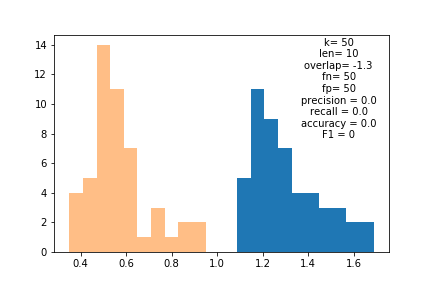 k= 50
len= 10
overlap= -1.3
fn= 50
fp= 50
precision = 0.0
recall = 0.0
accuracy = 0.0
F1 = 0
14
12
10
8
6
4
2
0
0.4 0.6 0.8 1.0 1.2 1.4 1.6